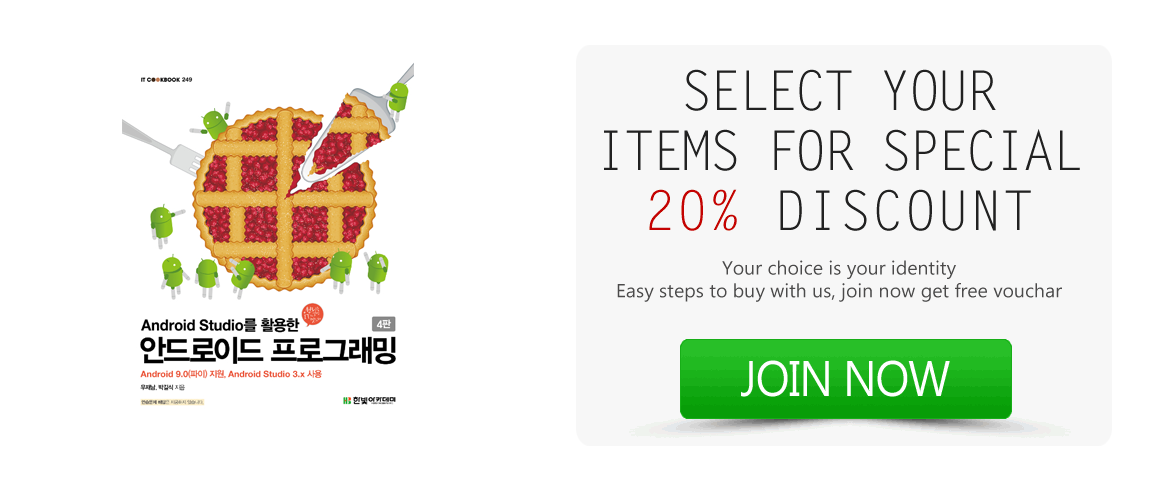 IT COOKBOOK 249
Android Studio를 활용한
4판
안드로이드 프로그래밍
Android 9.0(파이) 지원, Android Studio 3.x 사용
우재남, 박길식 지음
한빛아카데미
SELECT YOUR
ITEMS FOR SPECIAL
20% DISCOUNT
Your choice is your identity
Easy steps to buy with us, join now get free vouchar
JOIN NOW